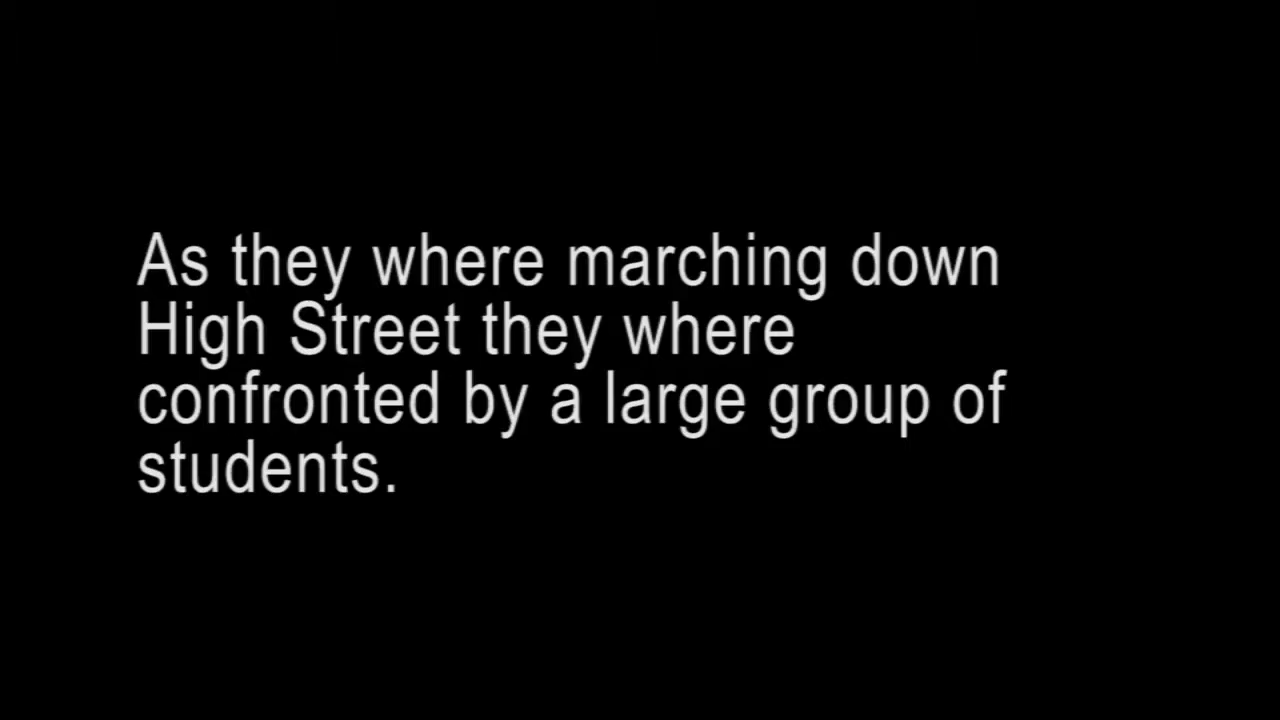 As they where marching down
High Street they where
confronted by a large group of
students.